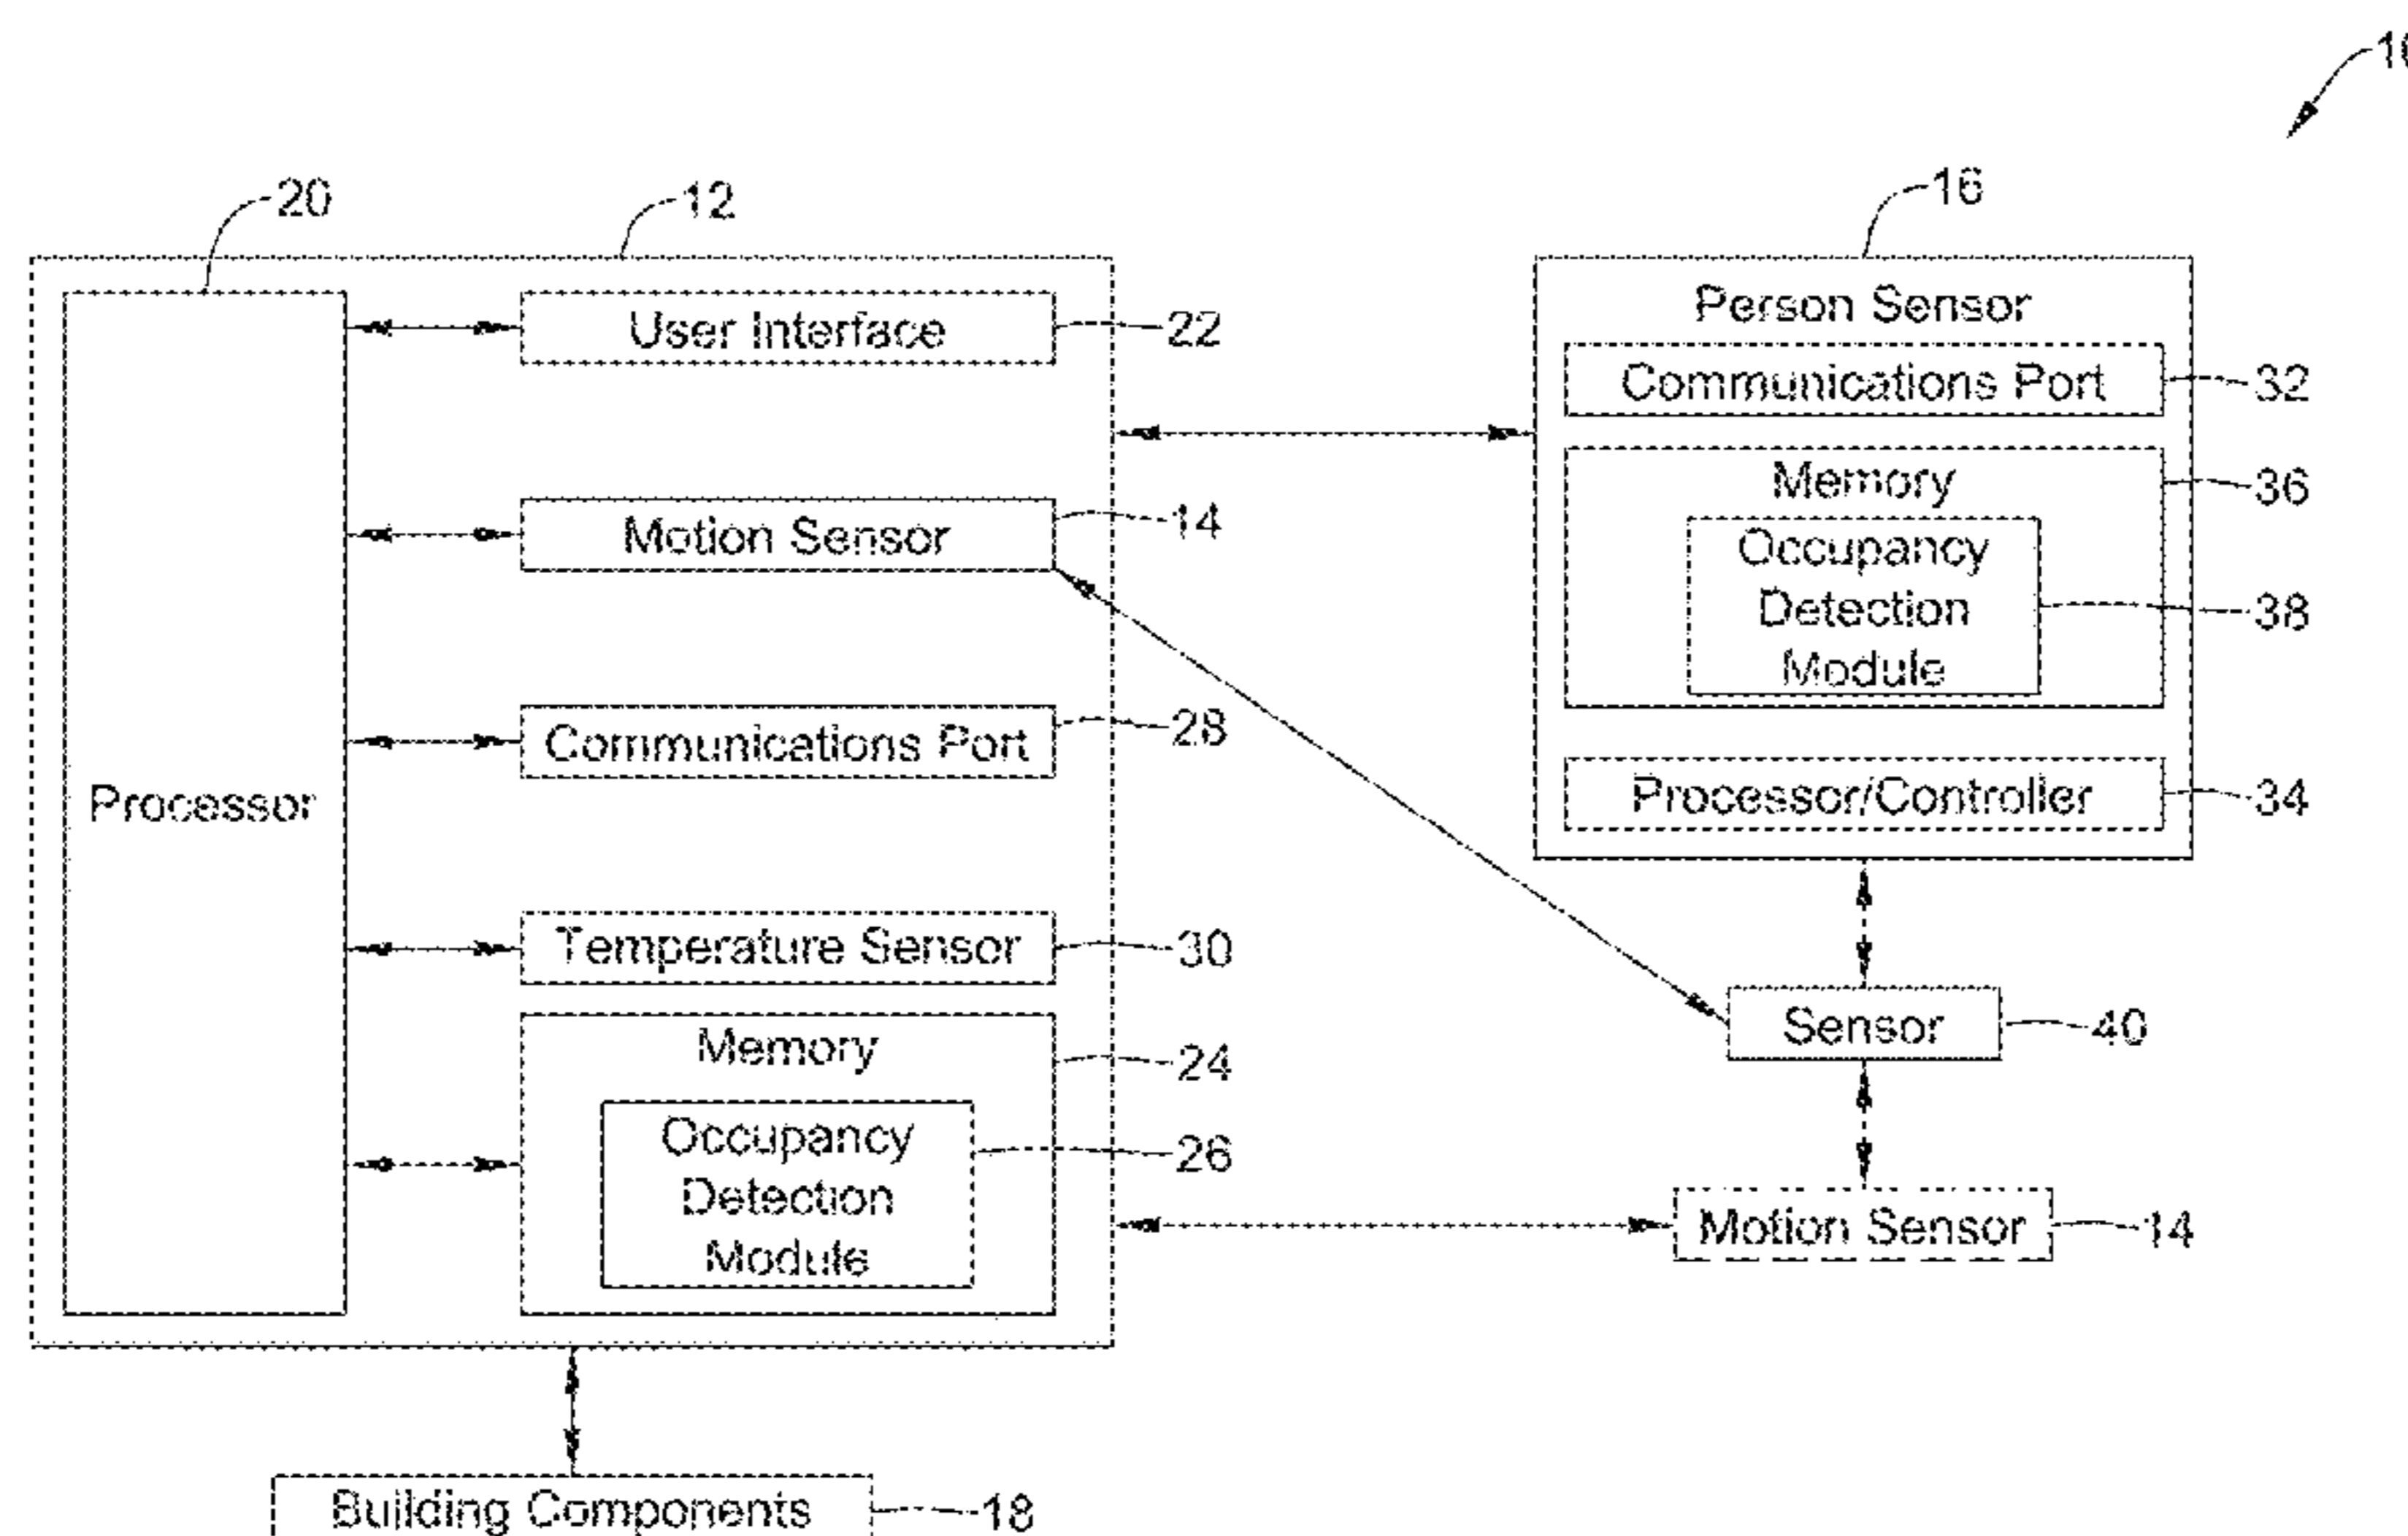 10
20
12
16
User Interface
22
Motion Sensor
14
Communications Port
28
Processor
Temperature Sensor
30
Memory
24
Occupancy
Detection
Module
26
Building Components
18
Person Sensor
Communications Port
32
Memory
36
Occupancy
Detection
Module
38
Processor/Controller
34
Sensor
40
Motion Sensor
14